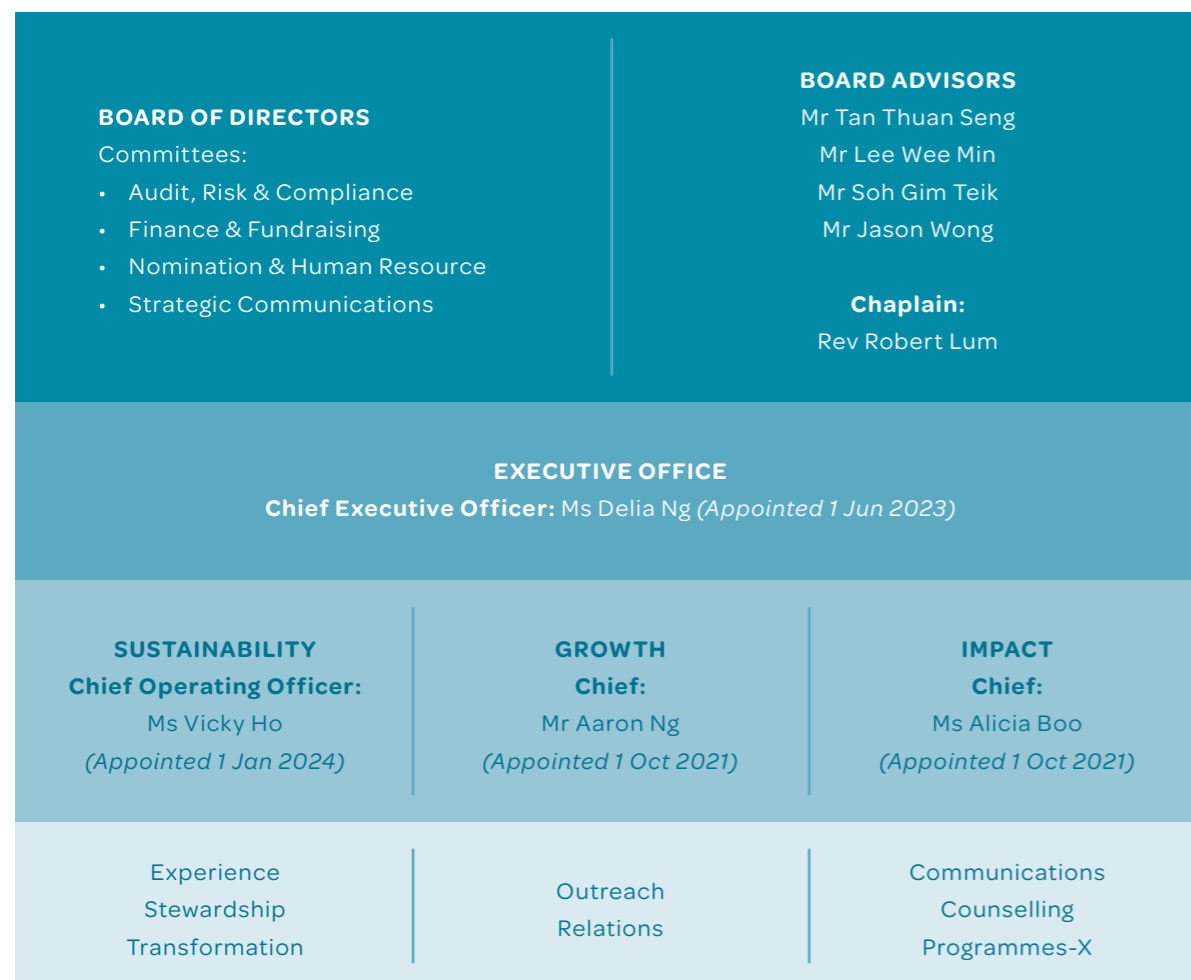 BOARD OF DIRECTORS
Committees:
• Audit, Risk & Compliance
• Finance & Fundraising
• Nomination & Human Resource
• Strategic Communications
BOARD ADVISORS
Mr Tan Thuan Seng
Mr Lee Wee Min
Mr Soh Gim Teik
Mr Jason Wong
Chaplain:
Rev Robert Lum
EXECUTIVE OFFICE
Chief Executive Officer: Ms Delia Ng (Appointed 1 Jun 2023)
SUSTAINABILITY
Chief Operating Officer:
Ms Vicky Ho
(Appointed 1 Jan 2024)
GROWTH
Chief:
Mr Aaron Ng
(Appointed 1 Oct 2021)
IMPACT
Chief:
Ms Alicia Boo
(Appointed 1 Oct 2021)
Experience
Stewardship
Transformation
Outreach
Relations
Communications
Counselling
Programmes-X